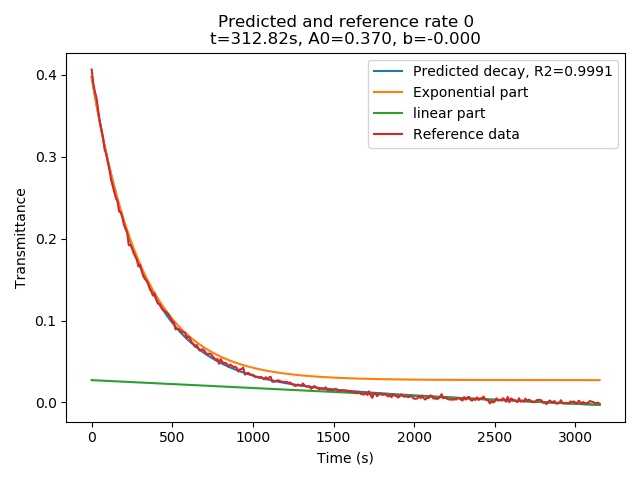 Predicted and reference rate 0
t=312.82s, A0=0.370, b=-0.000
Predicted decay, R2=0.9991
Exponential part
linear part
Reference data
Transmittance
0.4
0.3
0.2
0.1
0.0
0 500 1000 1500 2000 2500 3000
Time (s)